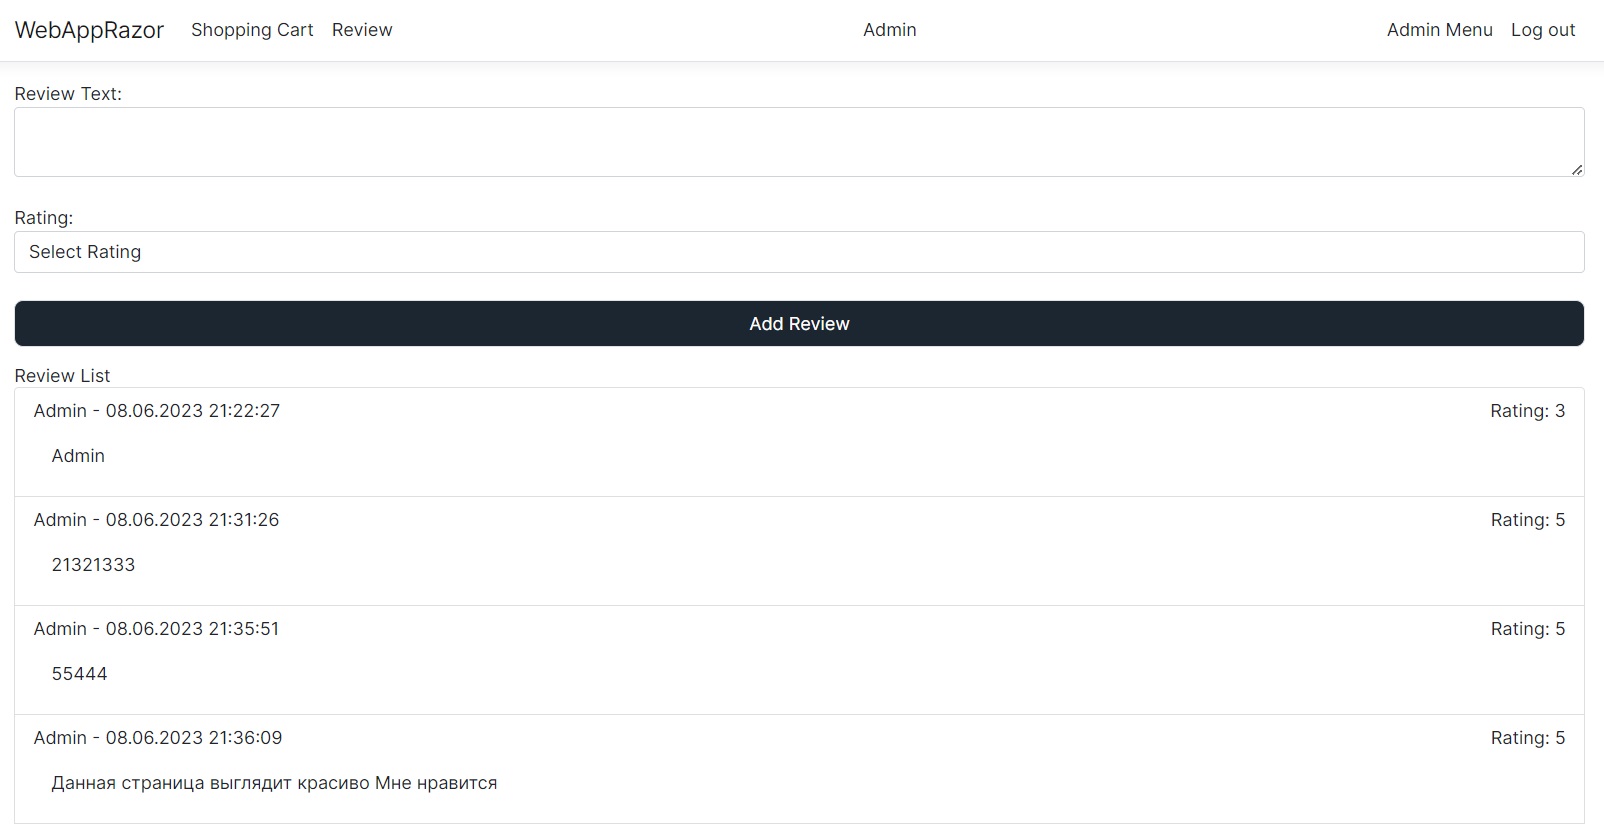 WebAppRazor Shopping Cart Review Admin Admin Menu Log out
Review Text:
Rating:
Select Rating
Add Review
Review List
Admin - 08.06.2023 21:22:27 Rating: 3
Admin
Admin - 08.06.2023 21:31:26 Rating: 5
21321333
Admin - 08.06.2023 21:35:51 Rating: 5
55444
Admin - 08.06.2023 21:36:09 Rating: 5
Данная страница выглядит красиво Мне нравится